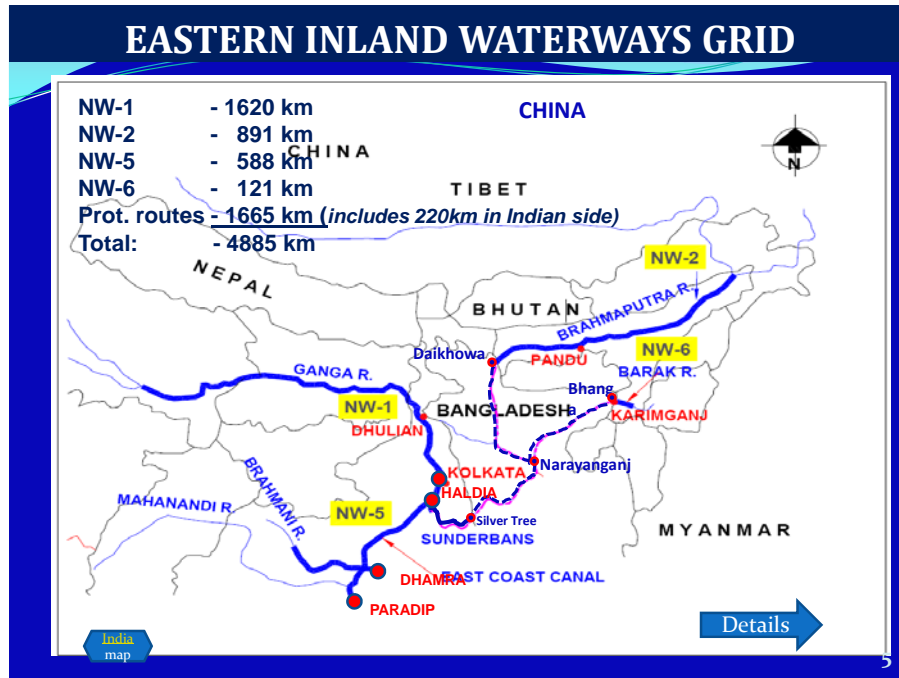 EASTERN INLAND WATERWAYS GRID
NW-1 - 1620 km
NW-2 - 891 km
NW-5 - 588 km
NW-6 - 121 km
Prot. routes - 1665 km (includes 220km in Indian side)
Total: - 4885 km
CHINA
CHINA
TIBET
N
NEPAL
BHUTAN
NW-2
BRAHMAPUTRA R.
Daikhowa
PANDU
NW-6
BARAK R.
GANGA R.
Bhang
a
NW-1
BANGLADESH
KARIMGANJ
DHULIAN
Narayanganj
KOLKATA
HALDIA
BRAHMANI R.
MAHANANDI R.
NW-5
Silver Tree
SUNDERBANS
MYANMAR
DHAMRA
EAST COAST CANAL
PARADIP
Details
India
map
5